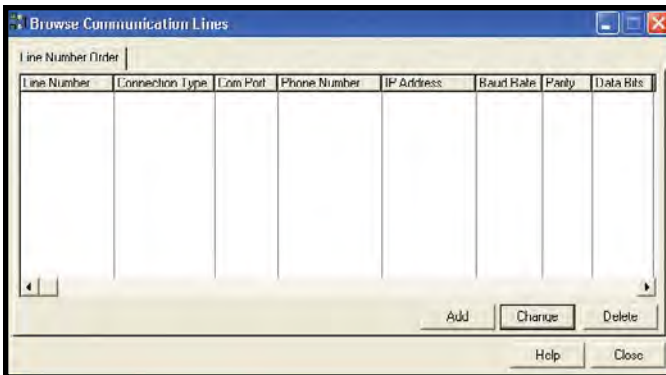 Browse Communication Lines
Line Number Order
Line Number Connection Type Com Port Phone Number IP Address Baud Rate Parity Data Bits
Add Change Delete
Help Close